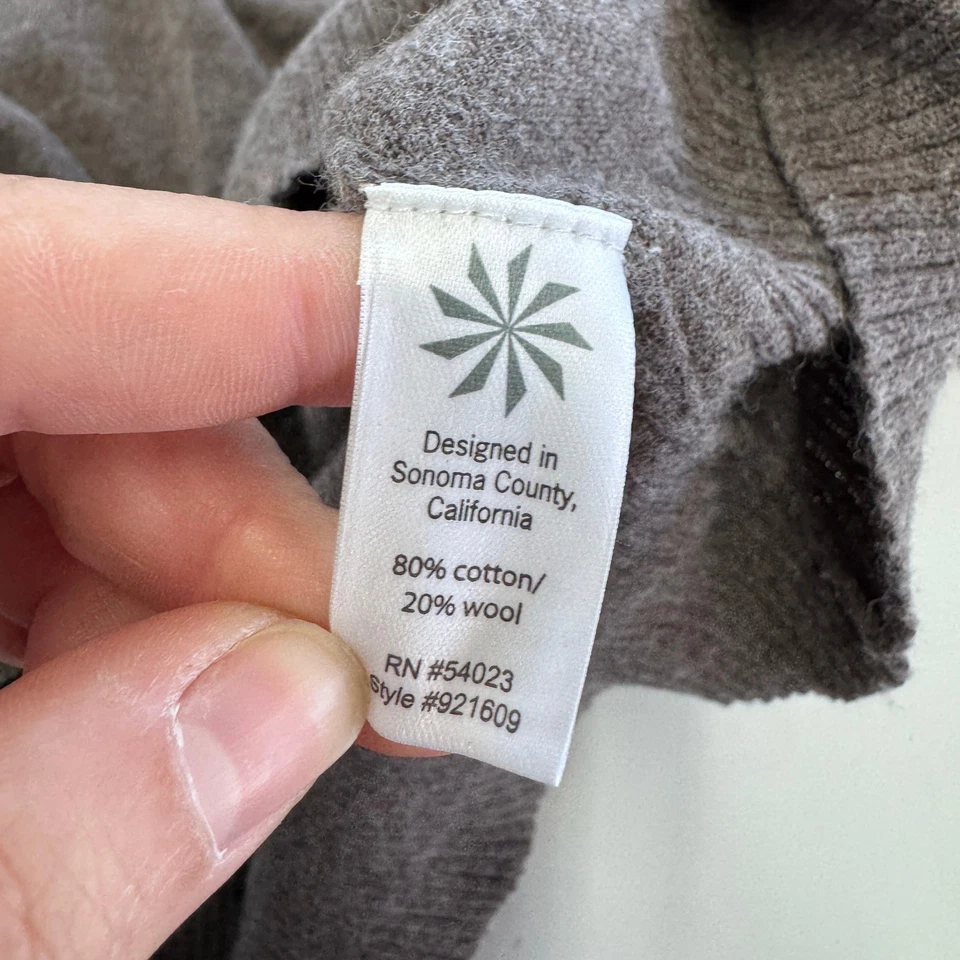 Designed in
Sonoma County,
California
80% cotton/
20% wool
RN #54023
Style #921609